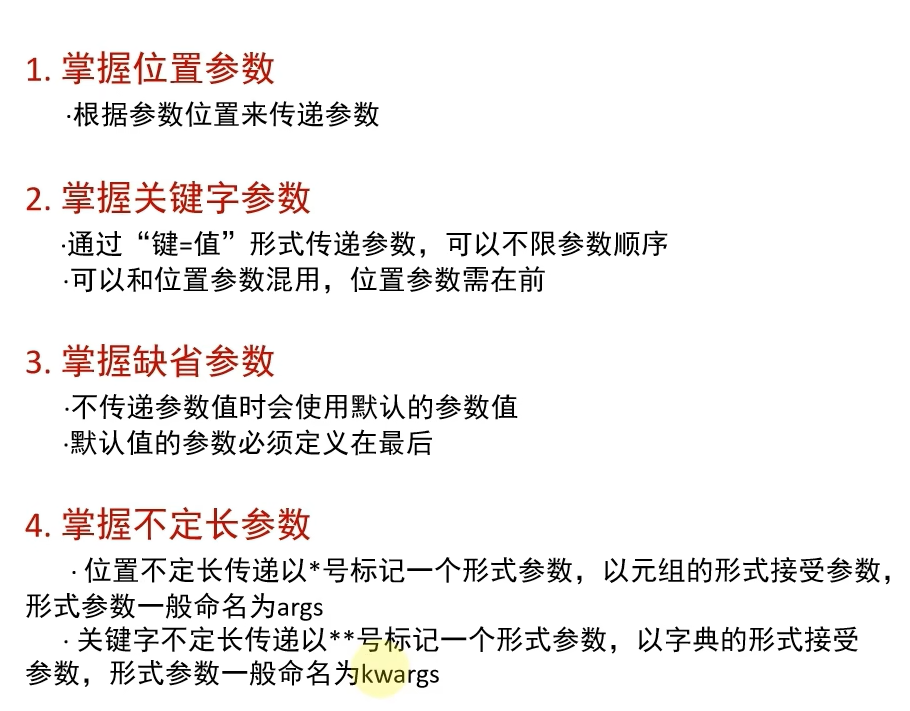 1. 掌握位置参数
·根据参数位置来传递参数
2. 掌握关键字参数
·通过“键=值”形式传递参数，可以不限参数顺序
·可以和位置参数混用，位置参数需在前
3. 掌握缺省参数
·不传递参数值时会使用默认的参数值
·默认值的参数必须定义在最后
4. 掌握不定长参数
· 位置不定长传递以*号标记一个形式参数，以元组的形式接受参数，
形式参数一般命名为args
· 关键字不定长传递以**号标记一个形式参数，以字典的形式接受
参数，形式参数一般命名为kwargs